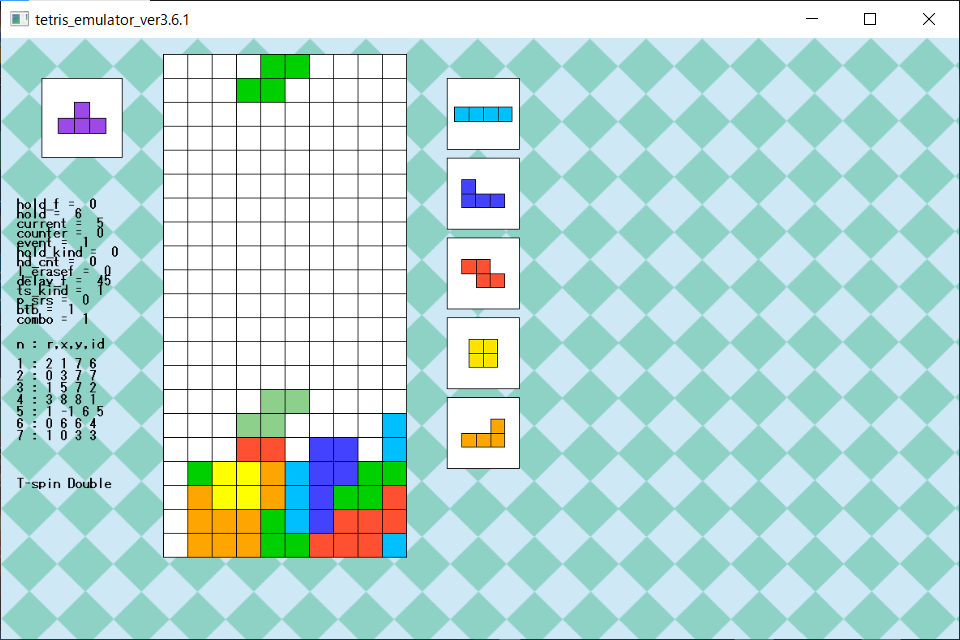 tetris_emulator_ver3.6.1
hold_f =  0
hold =  6
current =  5
counter =  0
event =  1
hold_kind =  0
hd_cnt =  0
l_erasef =  0
delay_f =  45
ts_kind =  1
p_srs =  0
btb =  1
combo =  1
n : r,x,y,id
1 : 2 1 7 6
2 : 0 3 7 7
3 : 1 5 7 2
4 : 3 8 8 1
5 : 1 -1 6 5
6 : 0 6 6 4
7 : 1 0 3 3
T-spin Double